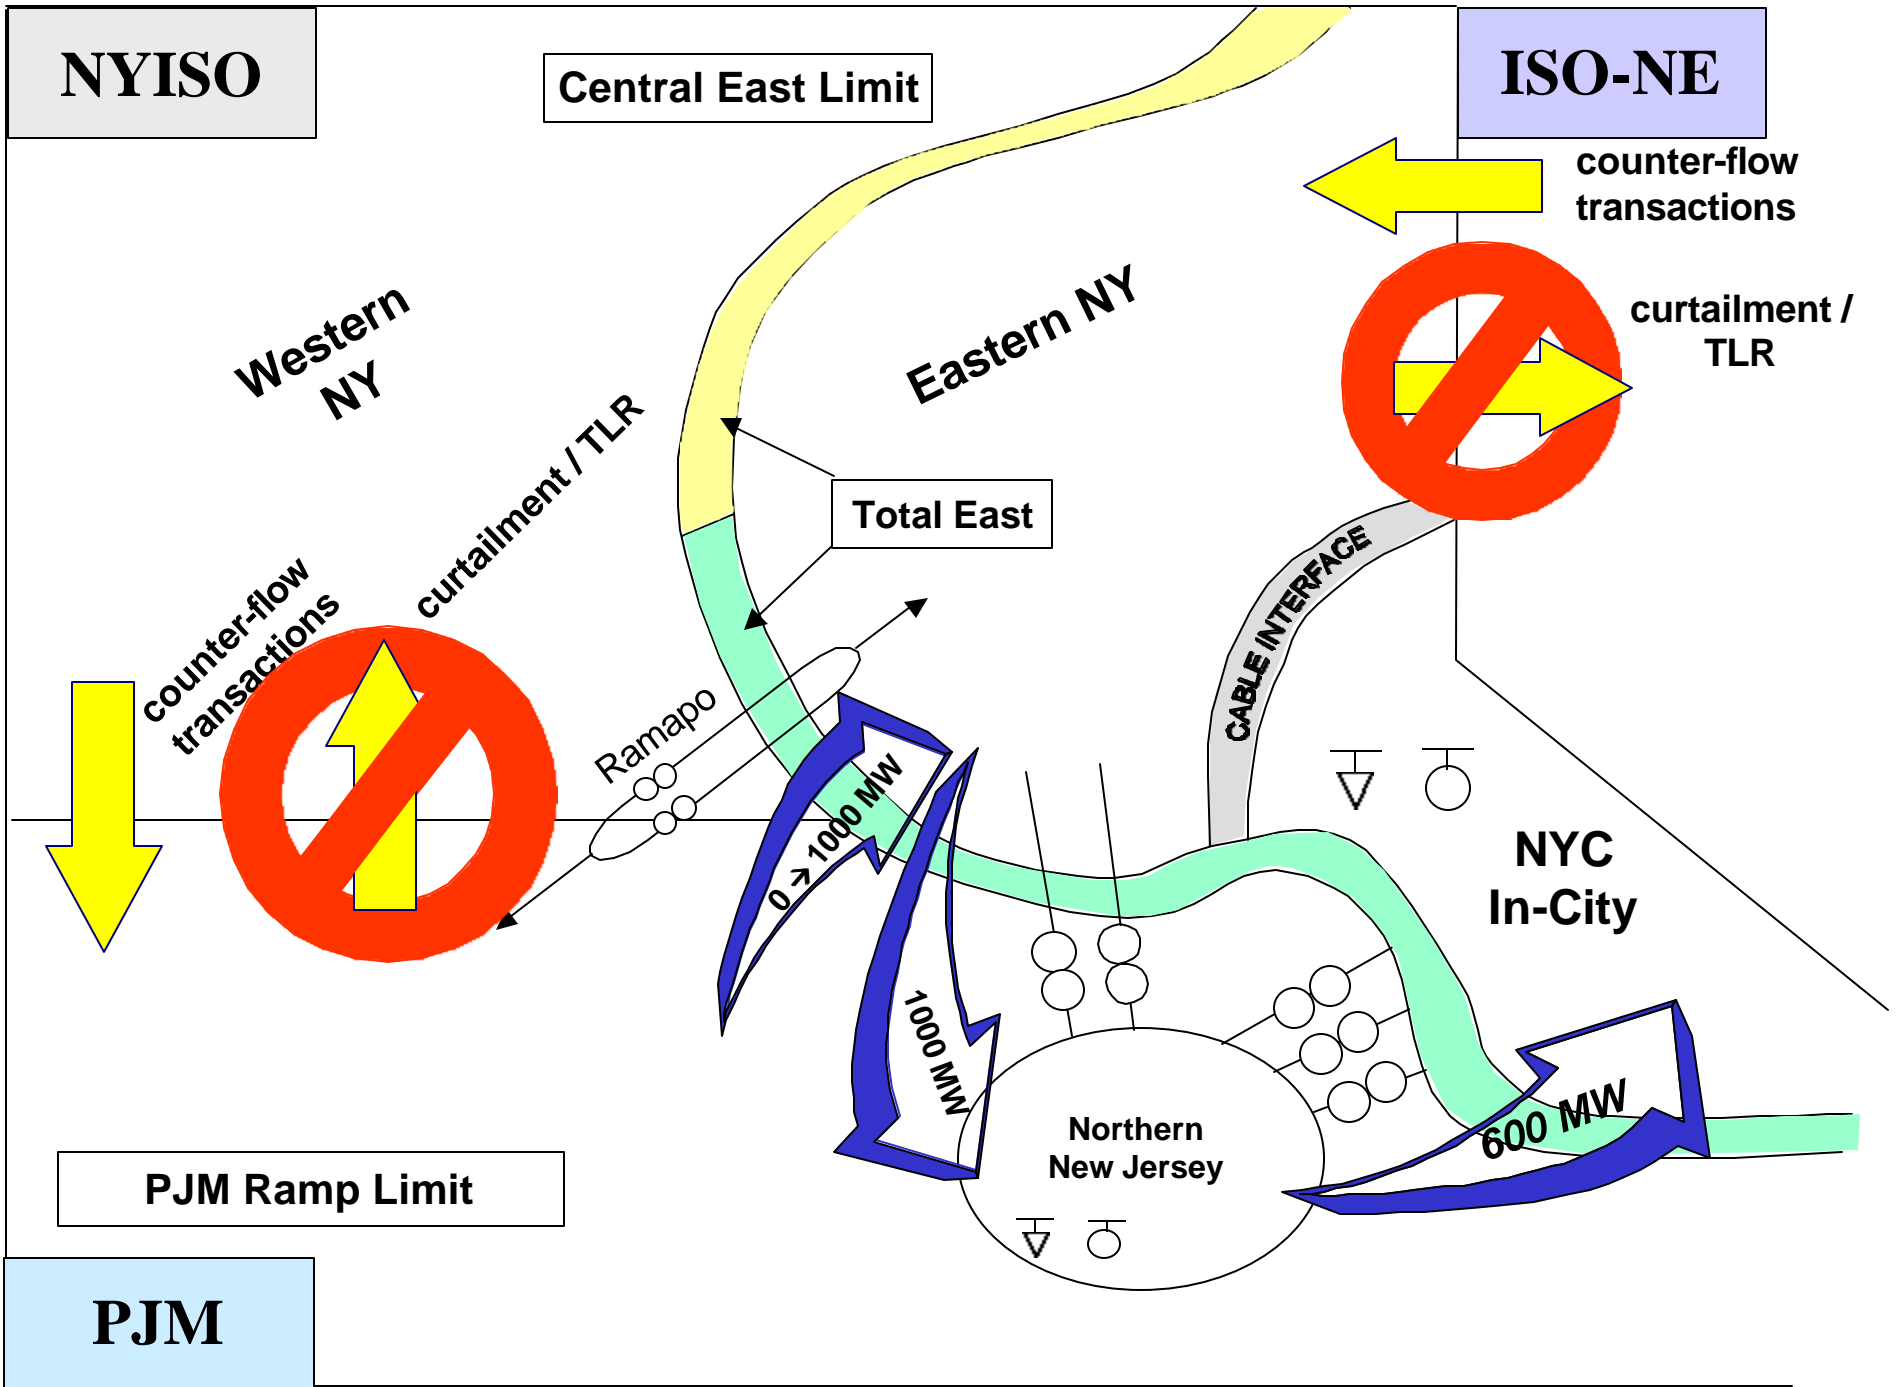 NYISO
Central East Limit
ISO-NE
counter-flow
transactions
curtailment /
TLR
Western
NY
Eastern NY
curtailment / TLR
Total East
counter-flow
transactions
CABLE INTERFACE
Ramapo
0 → 1000 MW
NYC
In-City
1000 MW
600 MW
Northern
New Jersey
PJM Ramp Limit
PJM